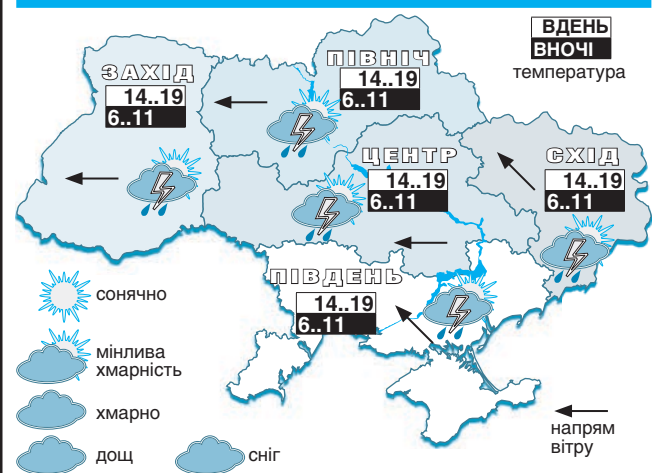 ВДЕНЬ
ВНОЧІ
температура
ПІВНІЧ
14..19
6..11
ЗАХІД
14..19
6..11
ЦЕНТР
14..19
6..11
СХІД
14..19
6..11
ПІВДЕНЬ
14..19
6..11
сонячно
мінлива
хмарність
хмарно
дощ
сніг
напрям
вітру